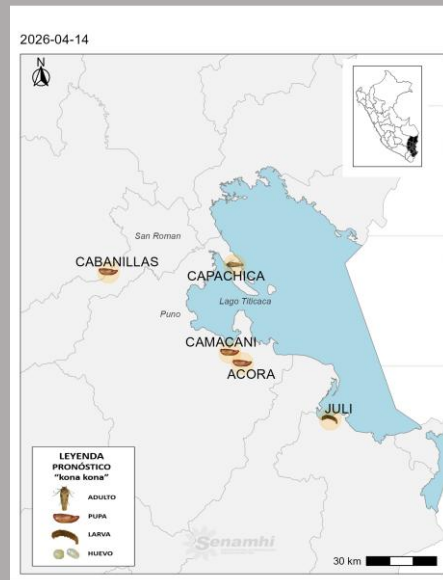 2026-04-14
N
San Roman
CABANILLAS
CAPACHICA
Lago Titicaca
Puno
CAMACANI
ACORA
JULI
LEYENDA
PRONÓSTICO
"kona kona"
ADULTO
PUPA
LARVA
HUEVO
Senamhi
30 km